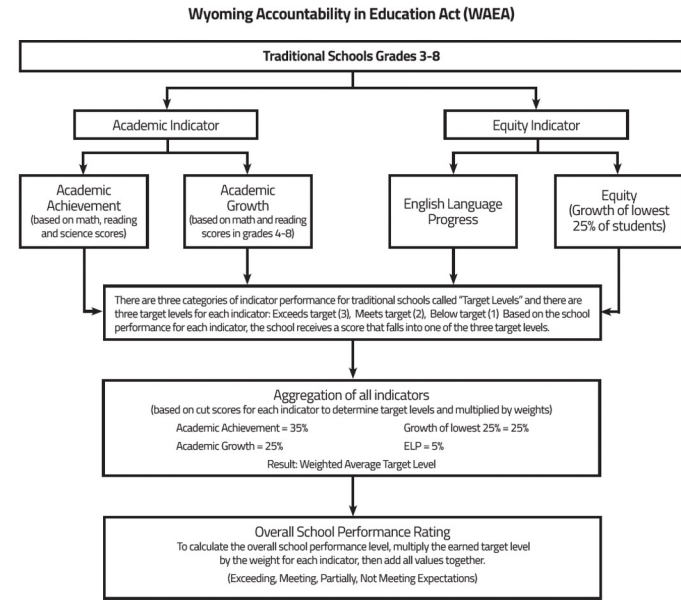 Wyoming Accountability in Education Act (WAEA)
Traditional Schools Grades 3-8
Academic Indicator
Equity Indicator
Academic
Achievement
(based on math, reading
and science scores)
Academic
Growth
(based on math and reading
scores in grades 4-8)
English Language
Progress
Equity
(Growth of lowest
25% of students)
There are three categories of indicator performance for traditional schools called "Target Levels" and there are
three target levels for each indicator: Exceeds target (3), Meets target (2), Below target (1) Based on the school
performance for each indicator, the school receives a score that falls into one of the three target levels.
Aggregation of all indicators
(based on cut scores for each indicator to determine target levels and multiplied by weights)
Academic Achievement = 35%
Growth of lowest 25% = 25%
Academic Growth = 25%
ELP = 5%
Result: Weighted Average Target Level
Overall School Performance Rating
To calculate the overall school performance level, multiply the earned target level
by the weight for each indicator, then add all values together.
(Exceeding, Meeting, Partially, Not Meeting Expectations)